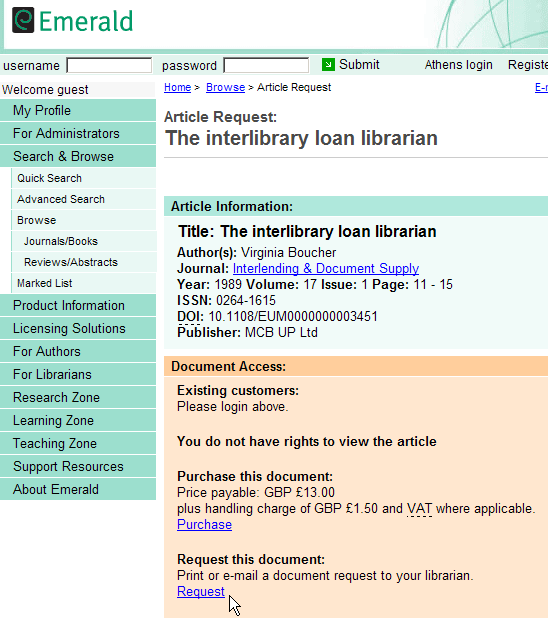 Emerald
username password Submit Athens login Registe
Welcome guest
Home > Browse > Article Request E-r
My Profile
For Administrators
Search & Browse
Quick Search
Advanced Search
Browse
Journals/Books
Reviews/Abstracts
Marked List
Product Information
Licensing Solutions
For Authors
For Librarians
Research Zone
Learning Zone
Teaching Zone
Support Resources
About Emerald
Article Request:
The interlibrary loan librarian
Article Information:
Title: The interlibrary loan librarian
Author(s): Virginia Boucher
Journal: Interlending & Document Supply
Year: 1989 Volume: 17 Issue: 1 Page: 11 - 15
ISSN: 0264-1615
DOI: 10.1108/EUM0000000003451
Publisher: MCB UP Ltd
Document Access:
Existing customers:
Please login above.
You do not have rights to view the article
Purchase this document:
Price payable: GBP £13.00
plus handling charge of GBP £1.50 and VAT where applicable.
Purchase
Request this document:
Print or e-mail a document request to your librarian.
Request